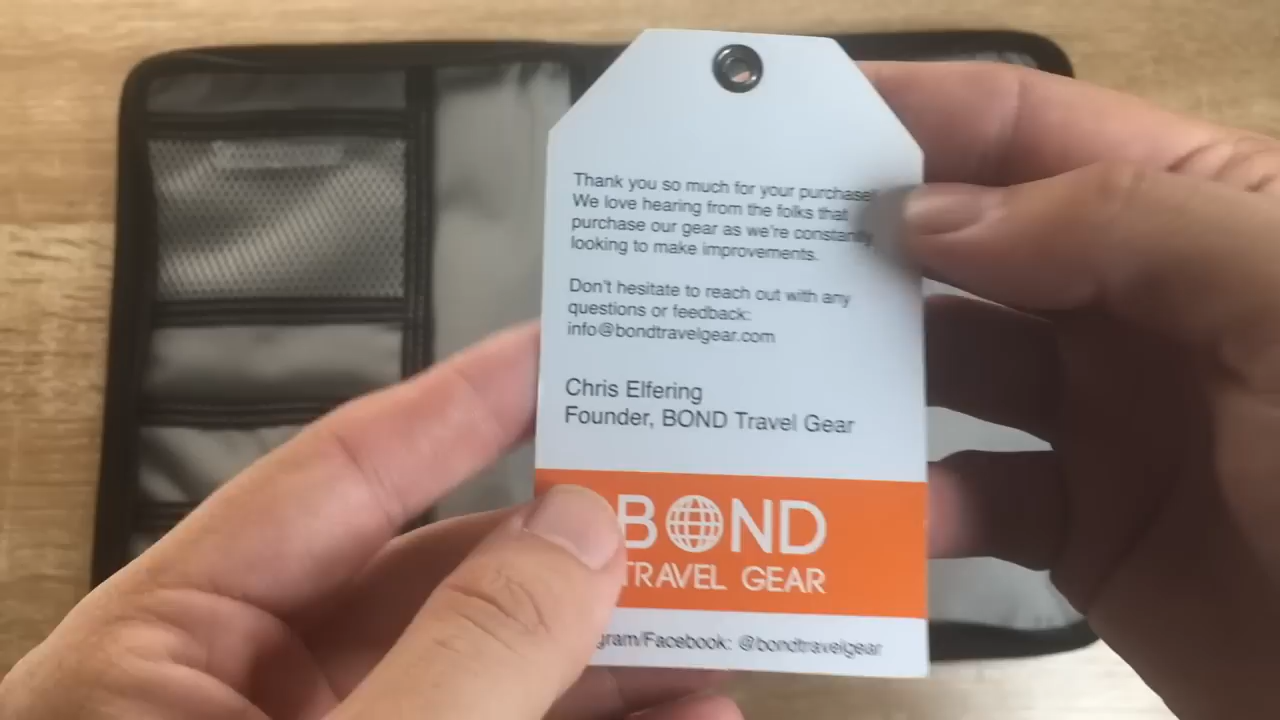 Thank you so much for your purchase!
We love hearing from the folks that
purchase our gear as we're constantly
looking to make improvements.
Don't hesitate to reach out with any
questions or feedback:
info@bondtravelgear.com
Chris Elfering
Founder, BOND Travel Gear
BOND
TRAVEL GEAR
gram/Facebook: @bondtravelgear